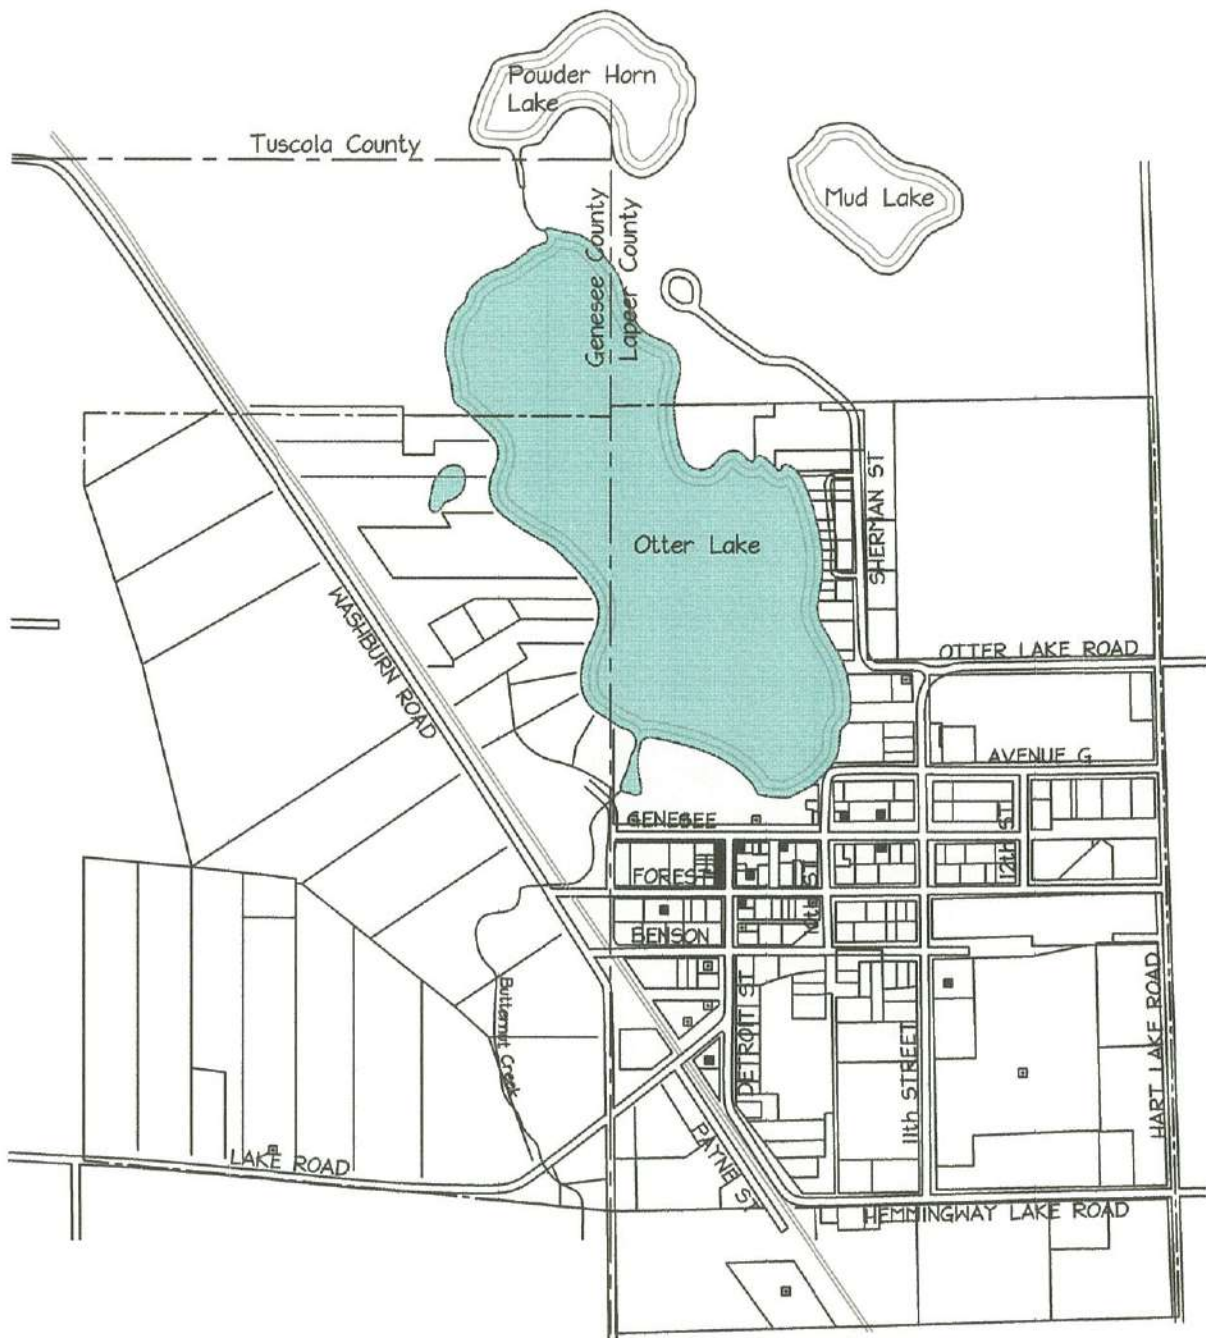 Powder Horn
Lake
Tuscola County
Mud Lake
Genesee County
Lapeer County
SHERMAN ST
Otter Lake
WASHBURN ROAD
OTTER LAKE ROAD
AVENUE G
GENESEE
12th ST
FOREST
10th ST
BENSON
Butternut Creek
DETROIT ST
11th STREET
HART LAKE ROAD
LAKE ROAD
PAYNE ST
HEMMINGWAY LAKE ROAD